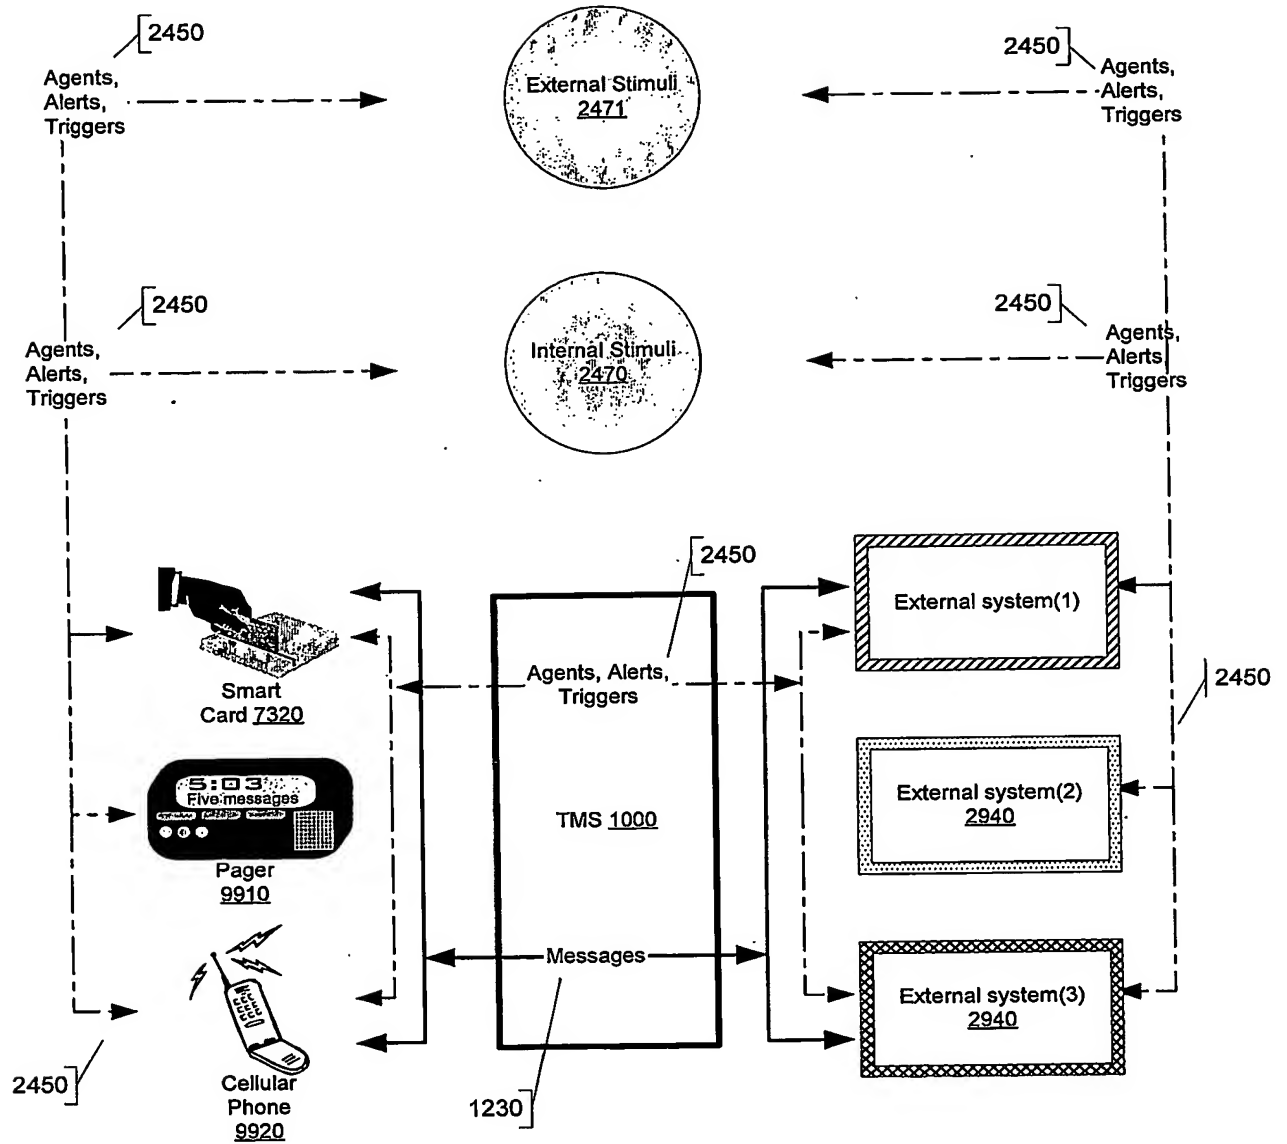 2450
Agents,
Alerts,
Triggers
External Stimuli
2471
2450
Agents,
Alerts,
Triggers
2450
Agents,
Alerts,
Triggers
Internal Stimuli
2470
2450
Agents,
Alerts,
Triggers
2450
Smart
Card 7320
Agents, Alerts,
Triggers
External system(1)
2450
5:03
Five messages
Pager
9910
TMS 1000
External system(2)
2940
Messages
External system(3)
2940
2450
Cellular
Phone
9920
1230